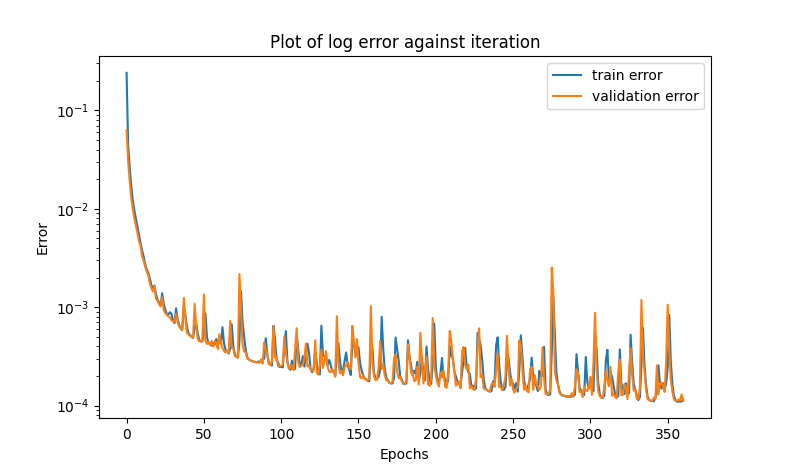 Plot of log error against iteration
train error
validation error
10⁻¹
10⁻²
10⁻³
10⁻⁴
Error
0 50 100 150 200 250 300 350
Epochs